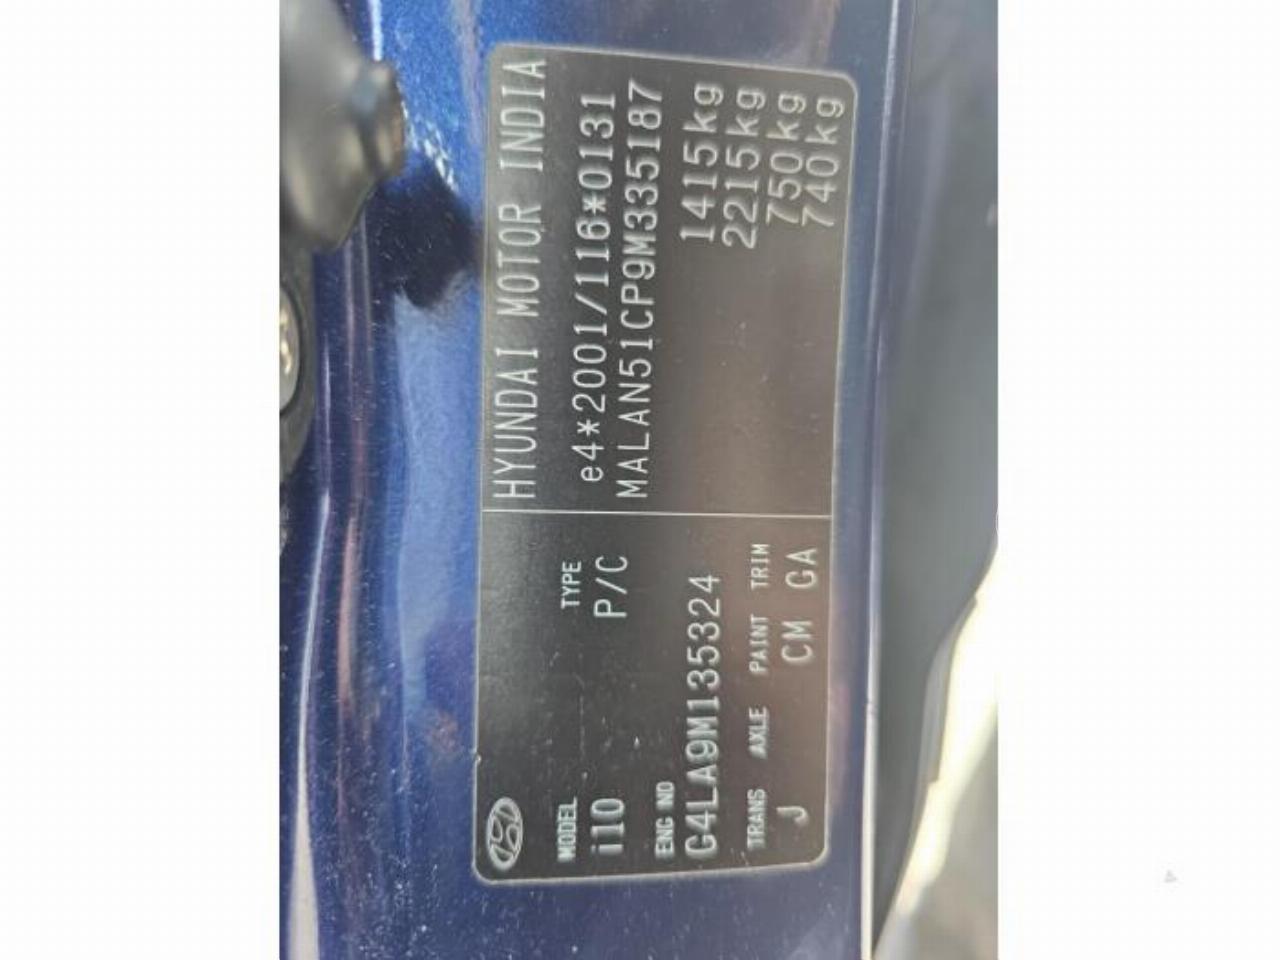 HYUNDAI MOTOR INDIA
MODEL TYPE
i10 P/C
e4*2001/116*0131
MALAN51CP9M335187
ENG NO
G4LA9M135324
1415kg
2215kg
TRANS AXLE PAINT TRIM
J CM GA
750kg
740kg